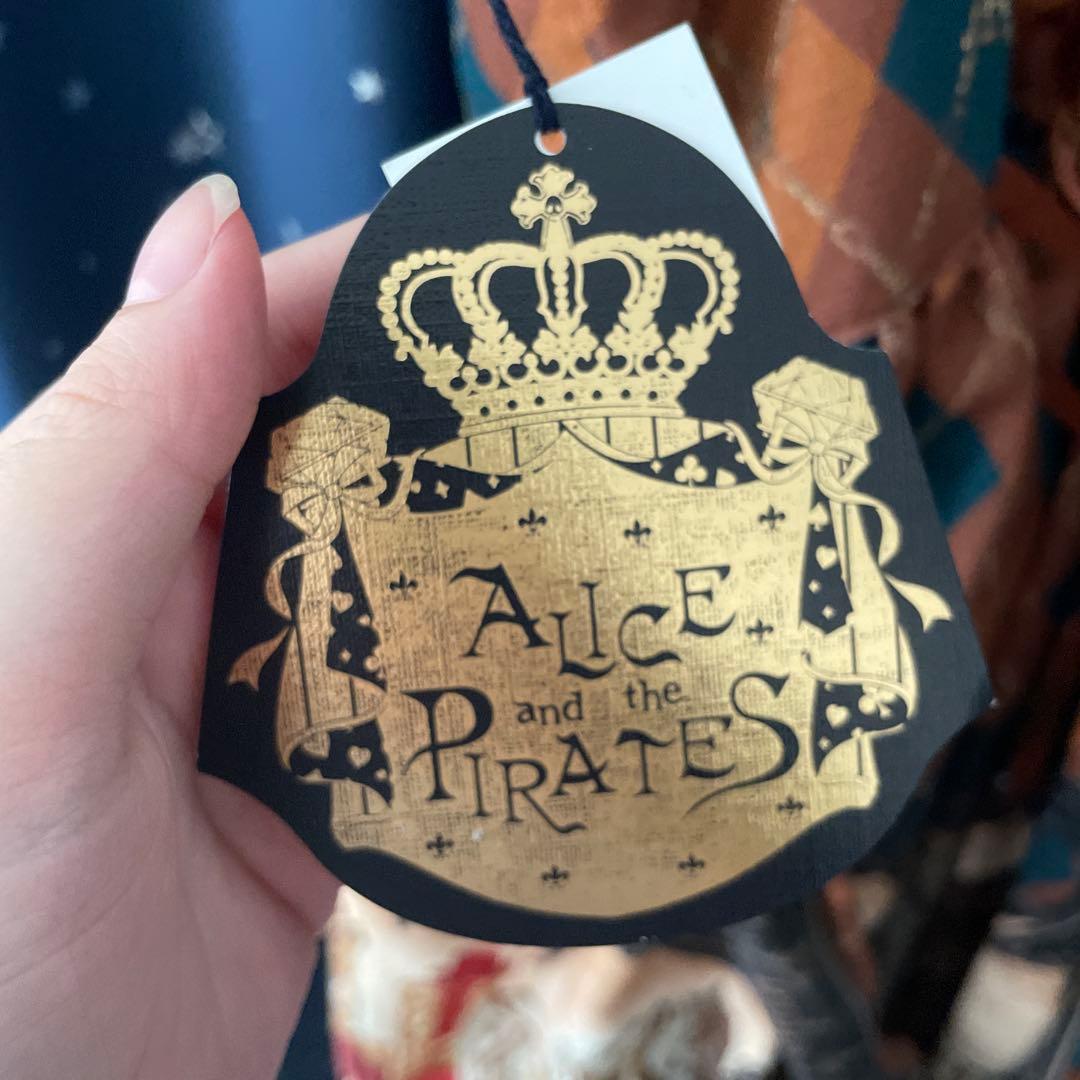 ALICE
and the
PIRATES